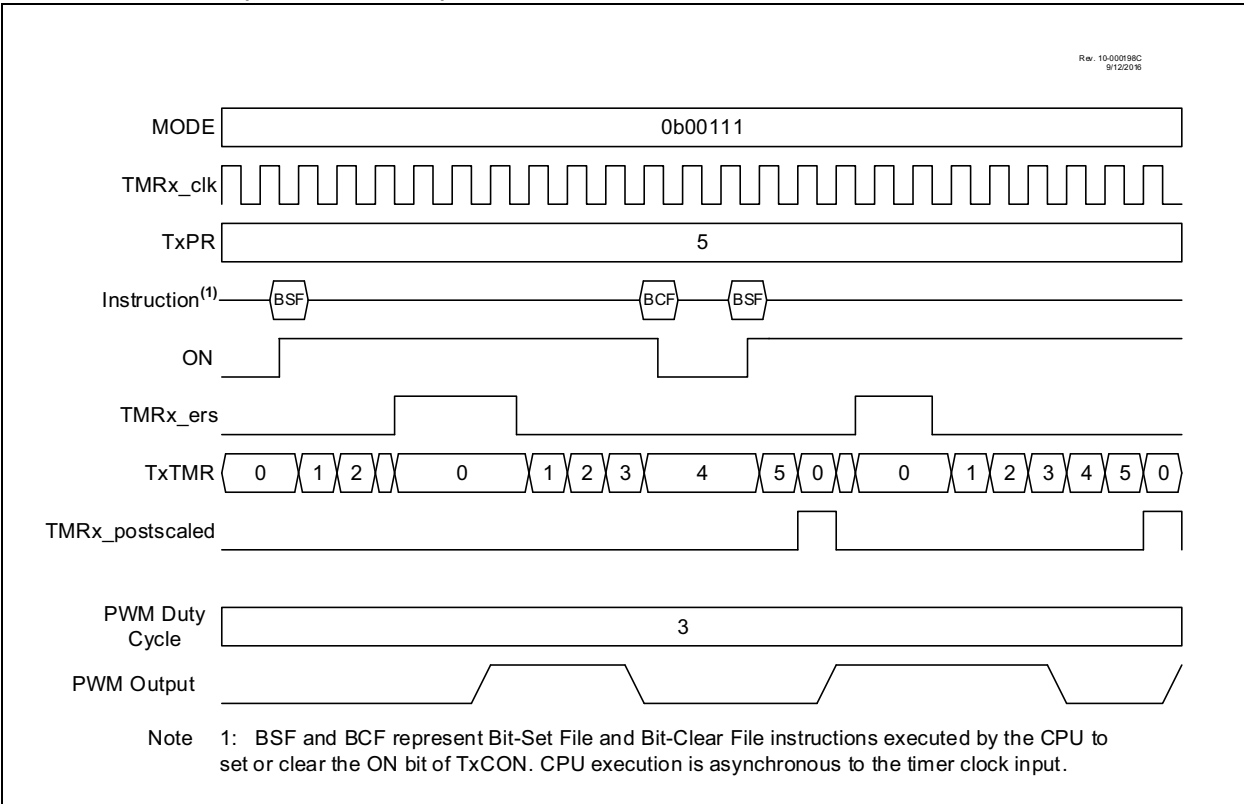 Rev. 10-000198C
9/12/2016
MODE 0b00111
TMRx_clk
TxPR 5
Instruction(1) BSF BCF BSF
ON
TMRx_ers
TxTMR 0 1 2 0 1 2 3 4 5 0 0 1 2 3 4 5 0
TMRx_postscaled
PWM Duty
Cycle 3
PWM Output
Note 1: BSF and BCF represent Bit-Set File and Bit-Clear File instructions executed by the CPU to
set or clear the ON bit of TxCON. CPU execution is asynchronous to the timer clock input.